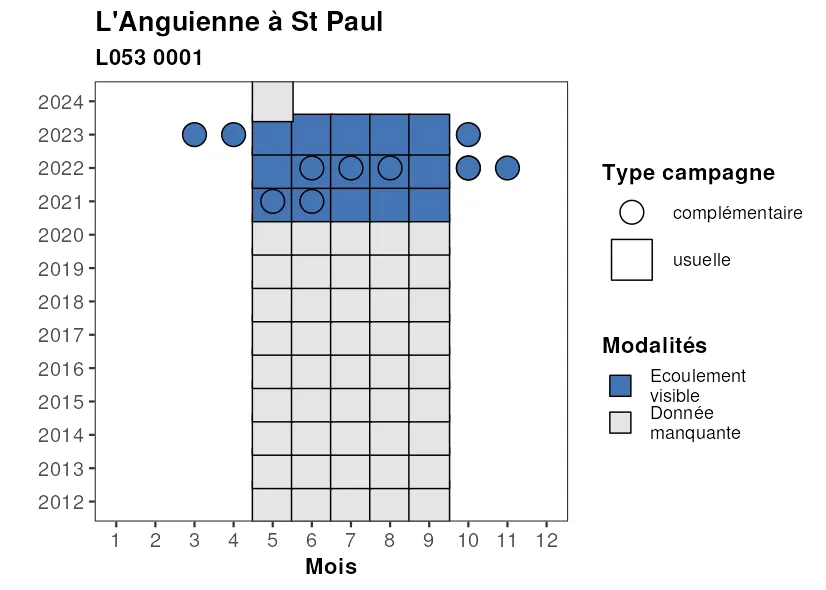 L'Anguienne à St Paul
L053 0001
2024
2023
2022
2021
2020
2019
2018
2017
2016
2015
2014
2013
2012
1 2 3 4 5 6 7 8 9 10 11 12
Mois
Type campagne
complémentaire
usuelle
Modalités
Ecoulement
visible
Donnée
manquante